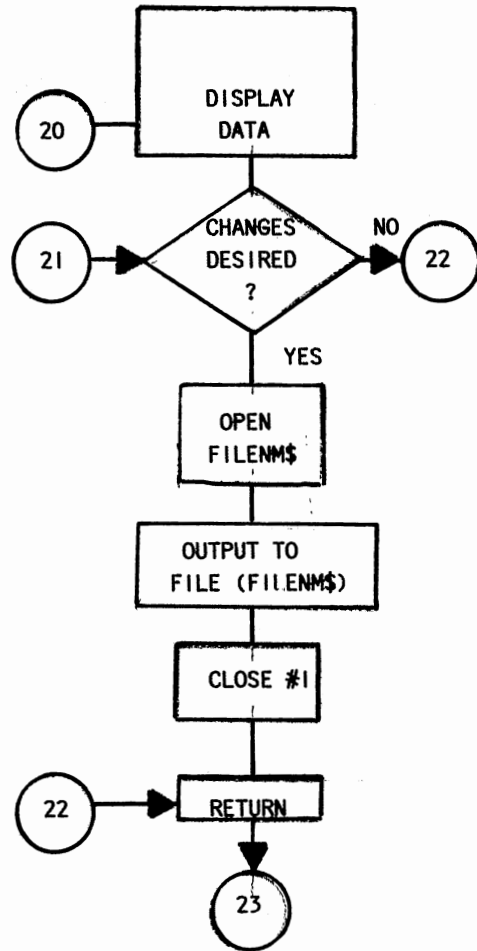 DISPLAY
DATA
20
CHANGES
DESIRED
?
NO
21
22
YES
OPEN
FILENM$
OUTPUT TO
FILE (FILENM$)
CLOSE #1
22
RETURN
23